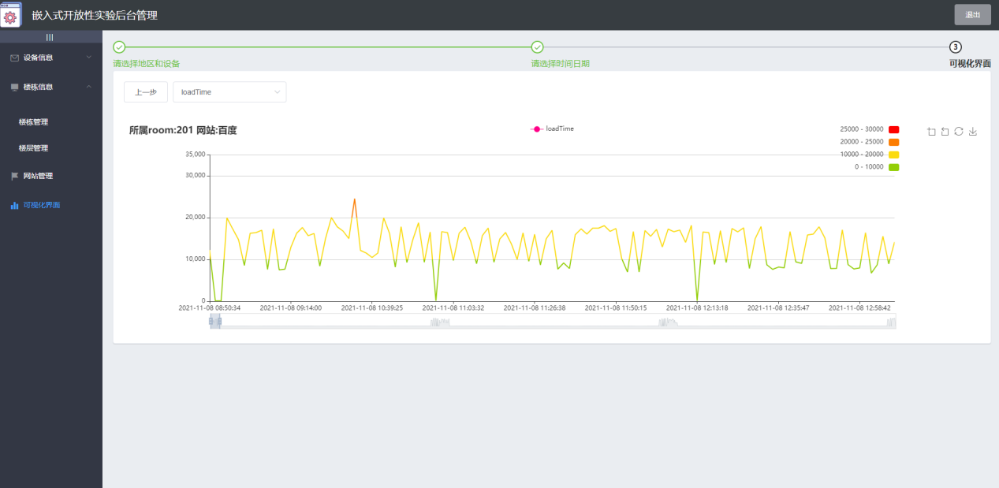 嵌入式开放性实验后台管理
退出
|||
设备信息
楼栋信息
楼栋管理
楼层管理
网站管理
可视化界面
请选择地区和设备
请选择时间日期
3
可视化界面
上一步
loadTime
所属room:201 网站:百度
loadTime
25000 - 30000
20000 - 25000
10000 - 20000
0 - 10000
35,000
30,000
20,000
10,000
0
2021-11-08 08:50:34
2021-11-08 09:14:00
2021-11-08 10:39:25
2021-11-08 11:03:32
2021-11-08 11:26:38
2021-11-08 11:50:15
2021-11-08 12:13:18
2021-11-08 12:35:47
2021-11-08 12:58:42